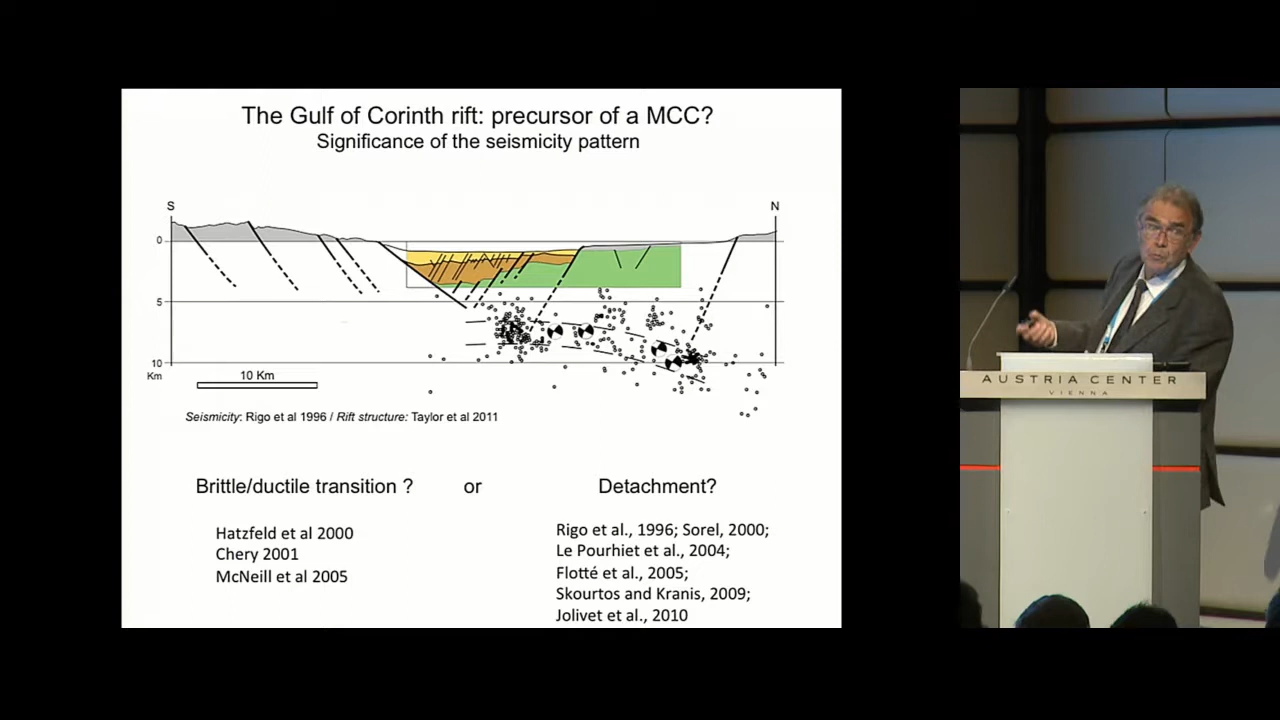 The Gulf of Corinth rift: precursor of a MCC?
Significance of the seismicity pattern
S
N
0
5
10
Km
10 Km
Seismicity: Rigo et al 1996 / Rift structure: Taylor et al 2011
Brittle/ductile transition ? or Detachment?
Hatzfeld et al 2000
Chery 2001
McNeill et al 2005
Rigo et al., 1996; Sorel, 2000;
Le Pourhiet et al., 2004;
Flotté et al., 2005;
Skourtos and Kranis, 2009;
Jolivet et al., 2010
AUSTRIA CENTER
VIENNA